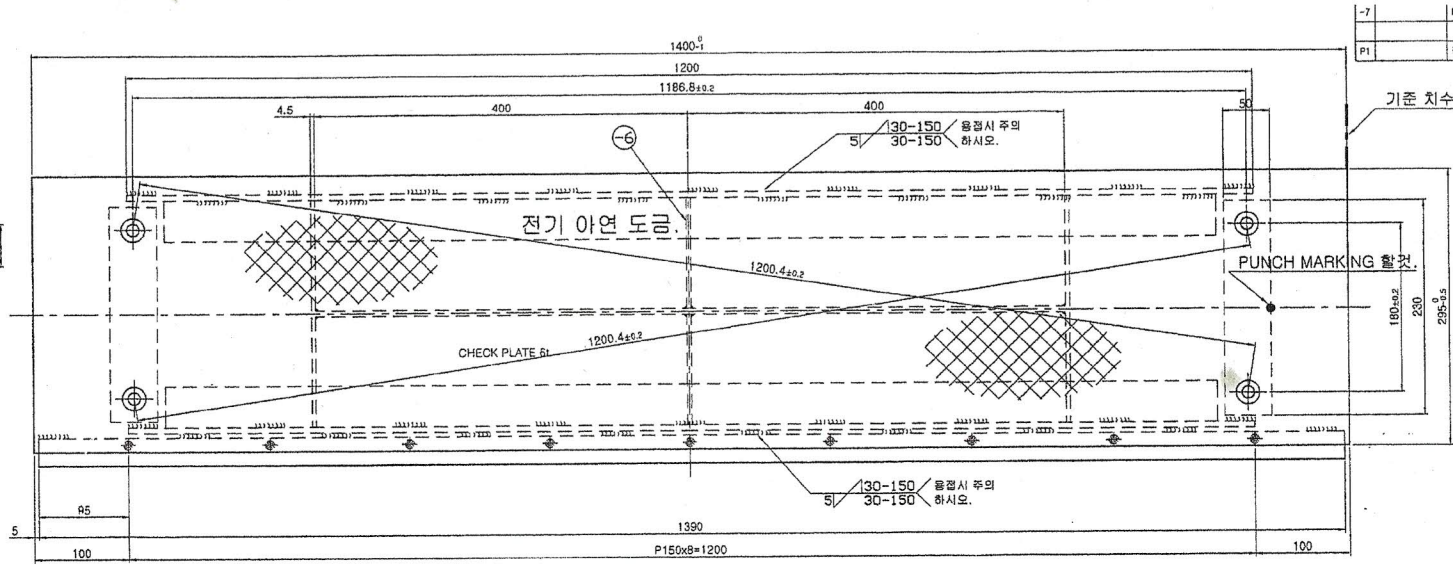 -7
P1
1400-⁰₁
1200
1186.8±0.2
4.5
400
400
50
기준 치수
-6
5 30-150 용접시 주의
30-150 하시오.
전기 아연 도금.
1200.4±0.2
PUNCH MARKING 할것.
180±0.2
230
295-⁰₀.₅
CHECK PLATE 6t
1200.4±0.2
5 30-150 용접시 주의
30-150 하시오.
95
5
1390
100
P150x8=1200
100